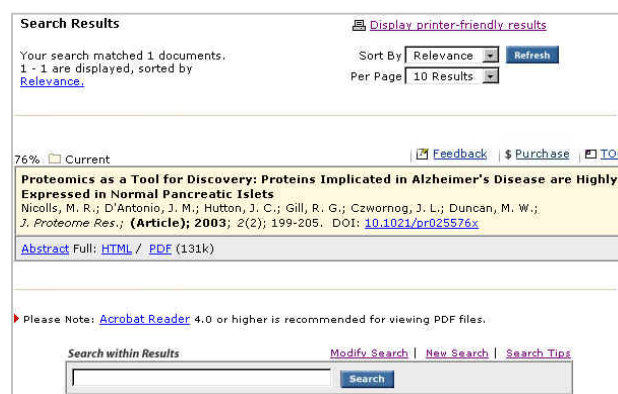 Search Results
Display printer-friendly results
Your search matched 1 documents.
1 - 1 are displayed, sorted by
Relevance.
Sort By Relevance Refresh
Per Page 10 Results
76% Current
Feedback $ Purchase TO
Proteomics as a Tool for Discovery: Proteins Implicated in Alzheimer's Disease are Highly
Expressed in Normal Pancreatic Islets
Nicolls, M. R.; D'Antonio, J. M.; Hutton, J. C.; Gill, R. G.; Czwornog, J. L.; Duncan, M. W.;
J. Proteome Res.; (Article); 2003; 2(2); 199-205. DOI: 10.1021/pr025576x
Abstract Full: HTML / PDF (131k)
Please Note: Acrobat Reader 4.0 or higher is recommended for viewing PDF files.
Search within Results
Modify Search | New Search | Search Tips
Search